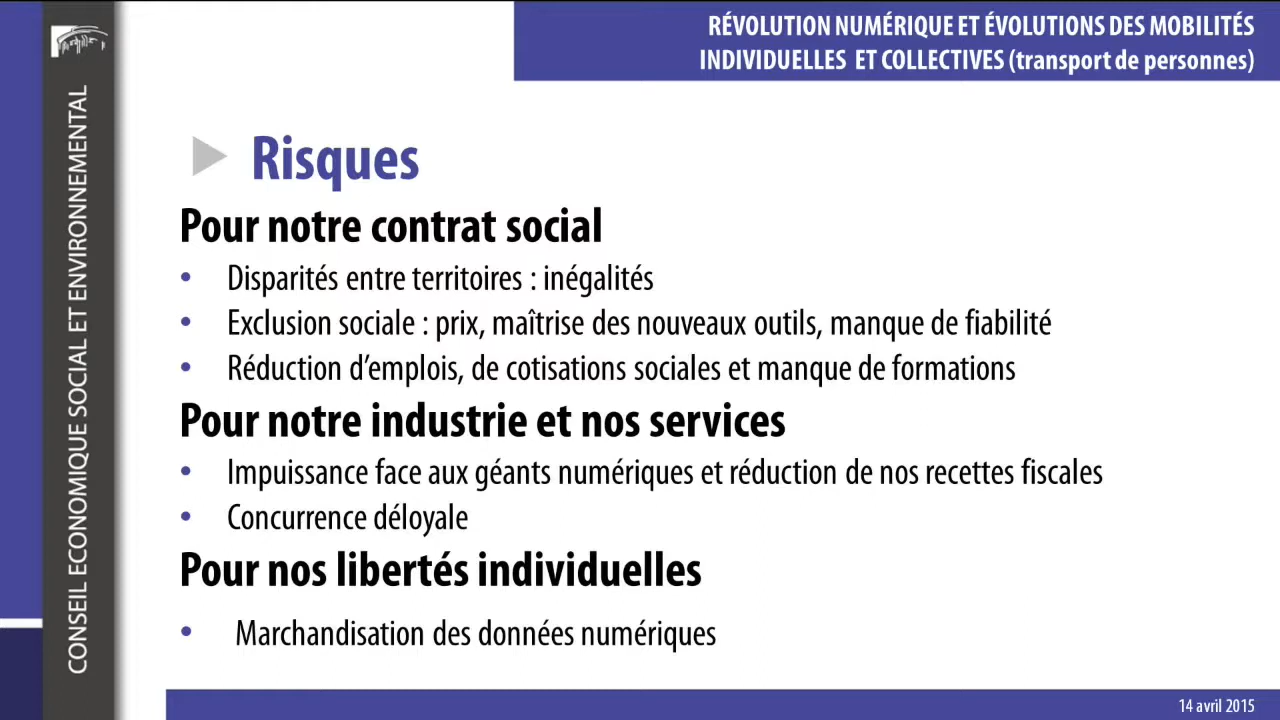 RÉVOLUTION NUMÉRIQUE ET ÉVOLUTIONS DES MOBILITÉS
INDIVIDUELLES ET COLLECTIVES (transport de personnes)
CONSEIL ECONOMIQUE SOCIAL ET ENVIRONNEMENTAL
Risques
Pour notre contrat social
• Disparités entre territoires : inégalités
• Exclusion sociale : prix, maîtrise des nouveaux outils, manque de fiabilité
• Réduction d’emplois, de cotisations sociales et manque de formations
Pour notre industrie et nos services
• Impuissance face aux géants numériques et réduction de nos recettes fiscales
• Concurrence déloyale
Pour nos libertés individuelles
• Marchandisation des données numériques
14 avril 2015